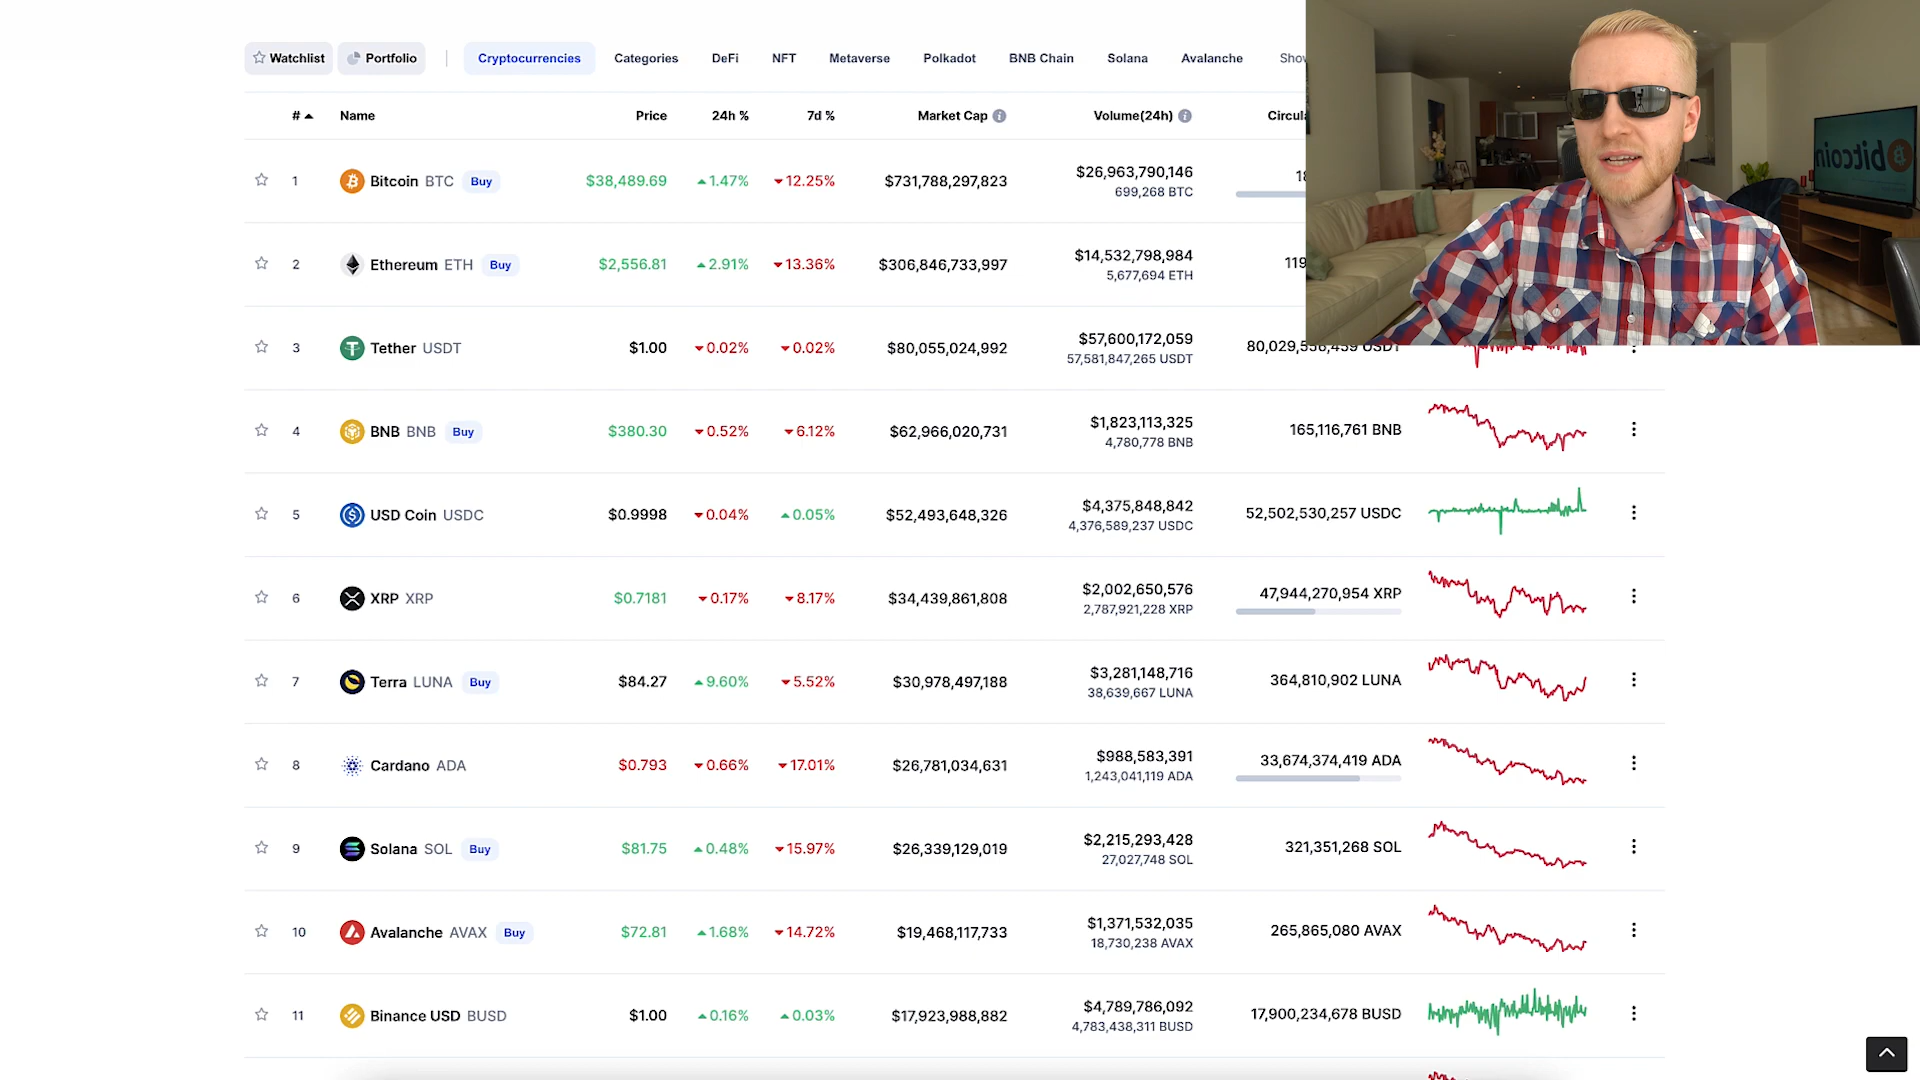 Watchlist Portfolio Cryptocurrencies Categories DeFi NFT Metaverse Polkadot BNB Chain Solana Avalanche
# Name Price 24h % 7d % Market Cap Volume(24h)
1 Bitcoin BTC Buy $38,489.69 1.47% 12.25% $731,788,297,823 $26,963,790,146
699,268 BTC
2 Ethereum ETH Buy $2,556.81 2.91% 13.36% $306,846,733,997 $14,532,798,984
5,677,694 ETH
3 Tether USDT $1.00 0.02% 0.02% $80,055,024,992 $57,600,172,059
57,581,847,265 USDT
4 BNB BNB Buy $380.30 0.52% 6.12% $62,966,020,731 $1,823,113,325 165,116,761 BNB
4,780,778 BNB
5 USD Coin USDC $0.9998 0.04% 0.05% $52,493,648,326 $4,375,848,842 52,502,530,257 USDC
4,376,589,237 USDC
6 XRP XRP $0.7181 0.17% 8.17% $34,439,861,808 $2,002,650,576 47,944,270,954 XRP
2,787,921,228 XRP
7 Terra LUNA Buy $84.27 9.60% 5.52% $30,978,497,188 $3,281,148,716 364,810,902 LUNA
38,639,667 LUNA
8 Cardano ADA $0.793 0.66% 17.01% $26,781,034,631 $988,583,391 33,674,374,419 ADA
1,243,041,119 ADA
9 Solana SOL Buy $81.75 0.48% 15.97% $26,339,129,019 $2,215,293,428 321,351,268 SOL
27,027,748 SOL
10 Avalanche AVAX Buy $72.81 1.68% 14.72% $19,468,117,733 $1,371,532,035 265,865,080 AVAX
18,730,238 AVAX
11 Binance USD BUSD $1.00 0.16% 0.03% $17,923,988,882 $4,789,786,092 17,900,234,678 BUSD
4,783,438,311 BUSD
bitcoin